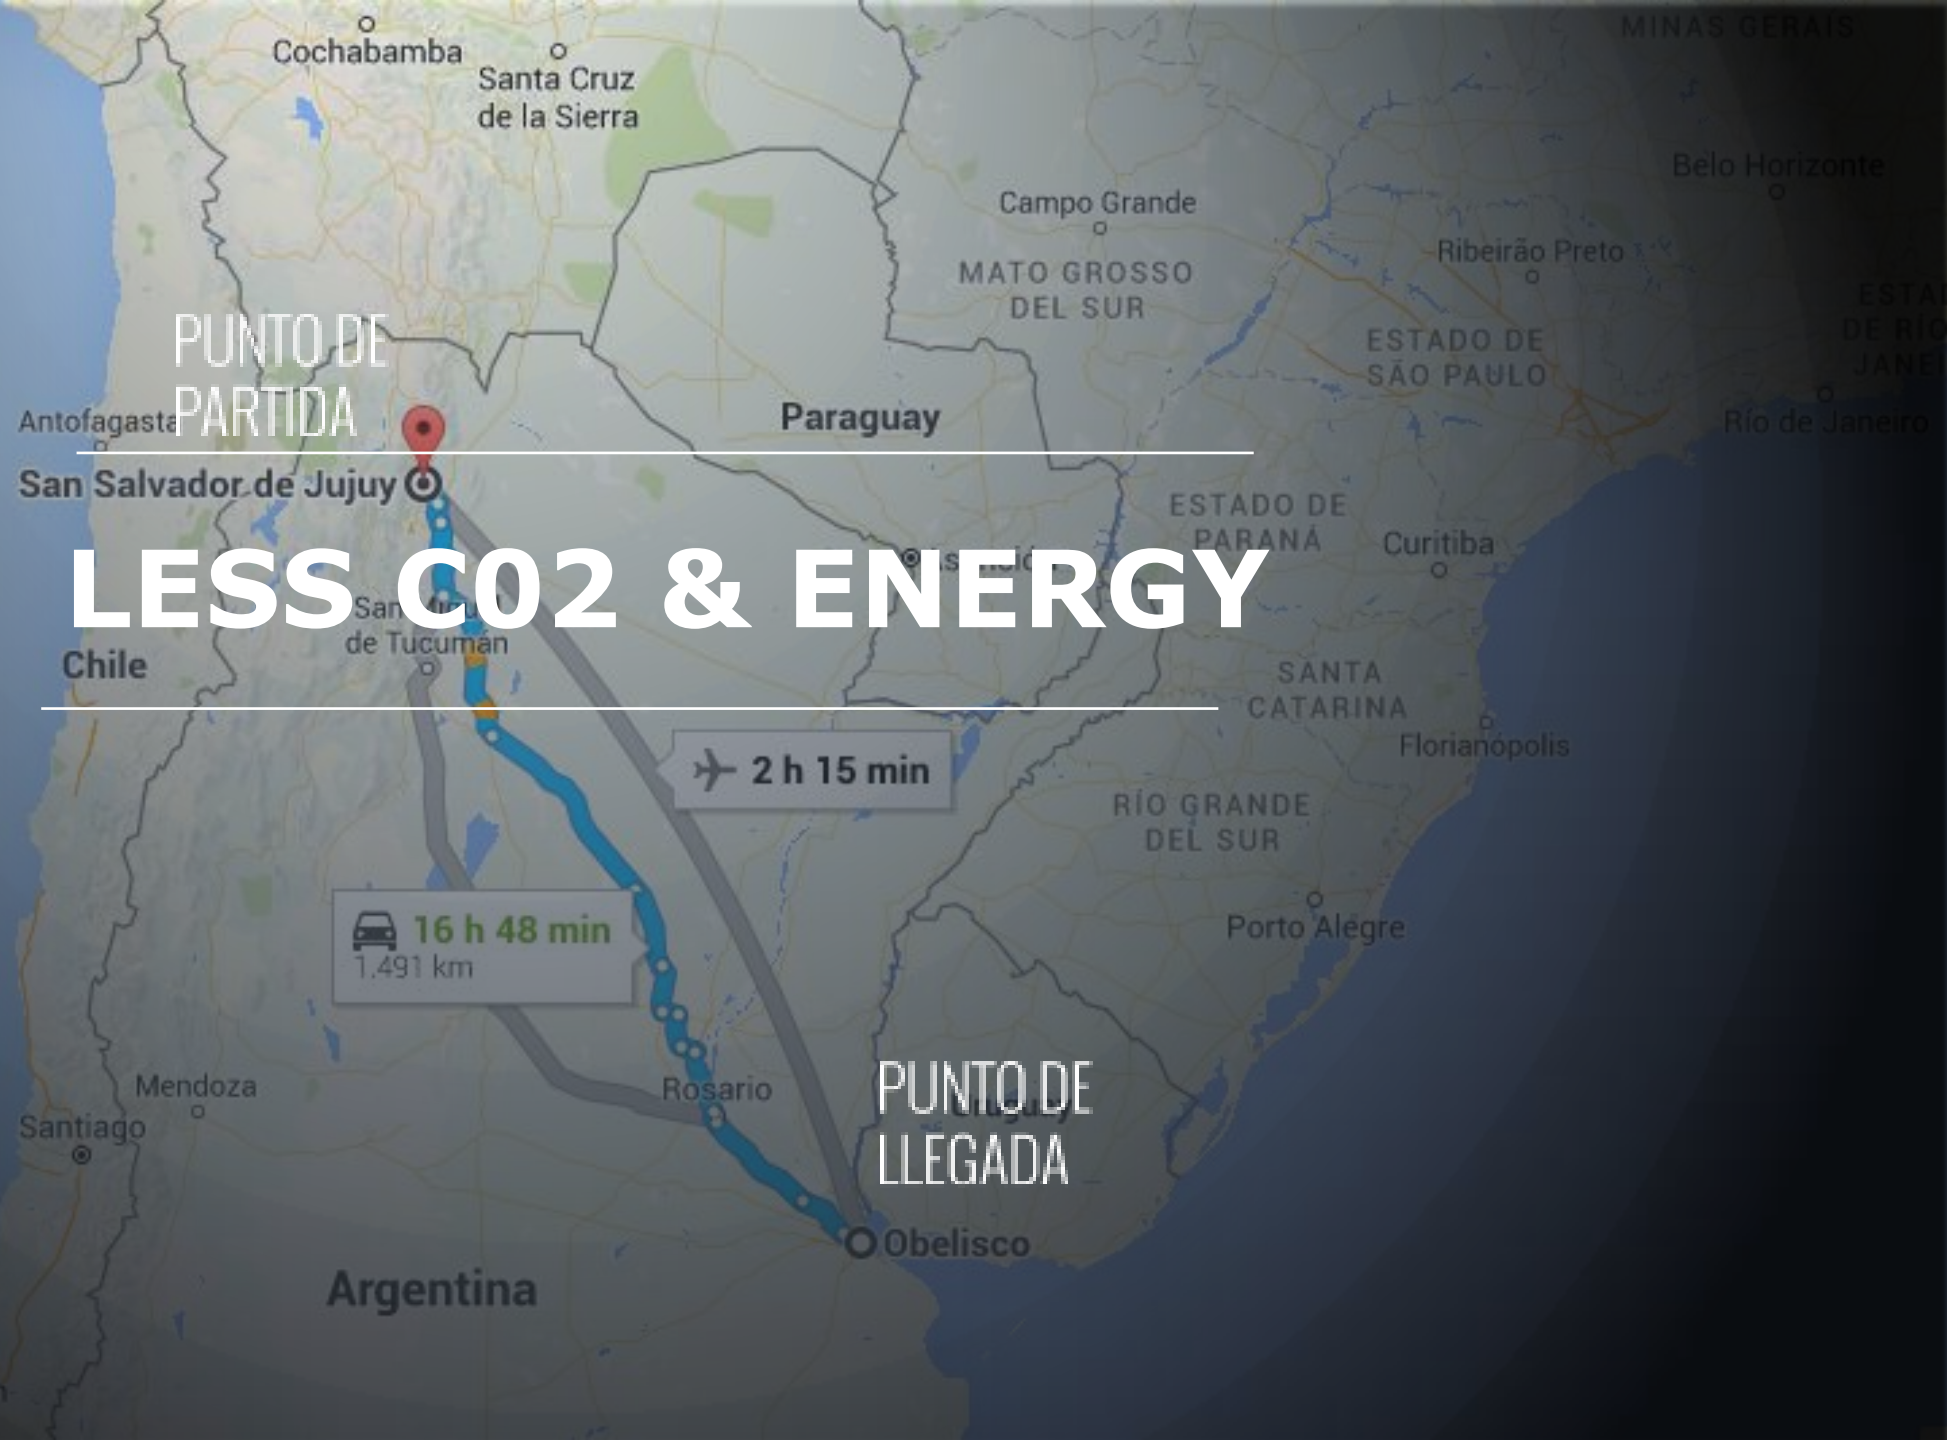 MINAS GERAIS
Cochabamba
Santa Cruz
de la Sierra
Belo Horizonte
Campo Grande
Ribeirão Preto
MATO GROSSO
DEL SUR
PUNTO DE
PARTIDA
ESTADO DE
SÃO PAULO
Antofagasta
Paraguay
Río de Janeiro
San Salvador de Jujuy
ESTADO DE
PARANÁ
Curitiba
LESS C02 & ENERGY
San Miguel
de Tucumán
Chile
SANTA
CATARINA
Florianópolis
2 h 15 min
RÍO GRANDE
DEL SUR
16 h 48 min
1.491 km
Porto Alegre
Mendoza
Rosario
Santiago
PUNTO DE
LLEGADA
Uruguay
Obelisco
Argentina